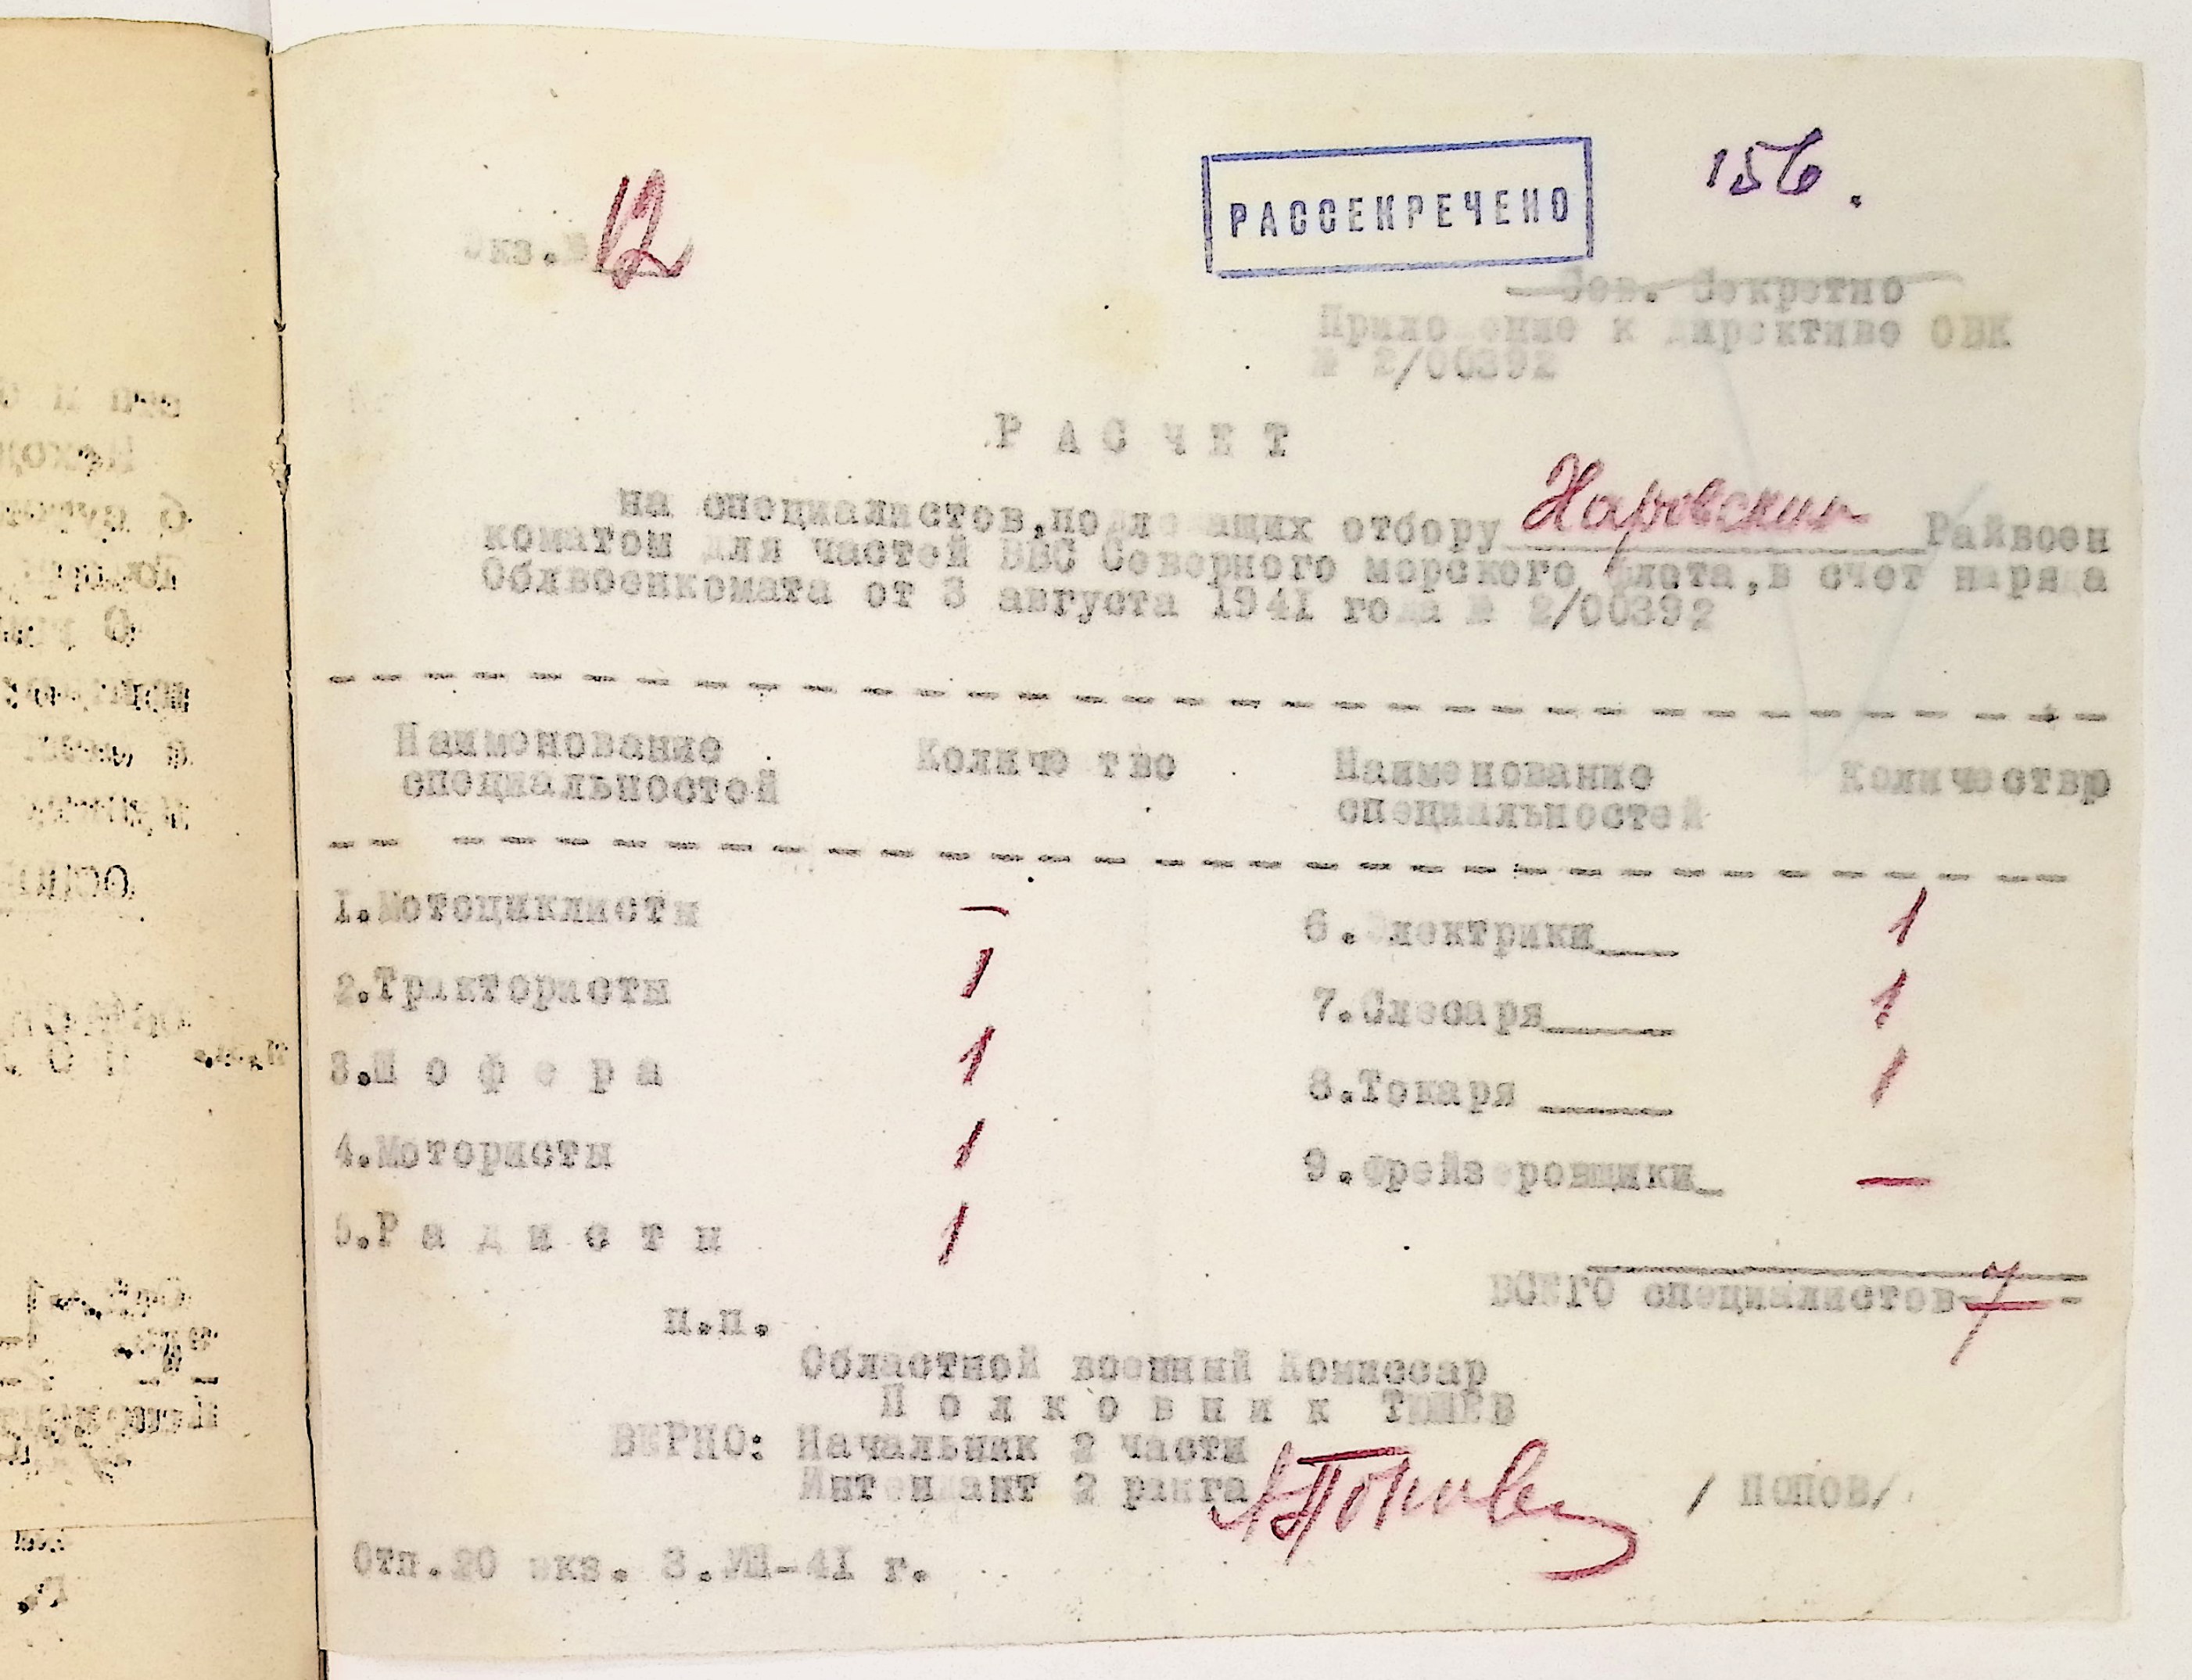 Экз.№ 12
РАССЕКРЕЧЕНО
156.
Сов. Секретно
Приложение к директиве ОВК
№ 2/00392
Р А С Ч Е Т
на специалистов,подлежащих отбору Наровским Райвоен
коматом для частей ВВС Северного морского флота,в счет наряда
Облвоенкомата от 3 августа 1941 года № 2/00392
Наименование специальностей Количество Наименование специальностей Количество
1.Мотоциклисты – 6.Электрики 1
2.Трактористы 1 7.Слесаря 1
3.Ш о ф е р а 1 8.Токаря 1
4.Мотористы 1 9.Фрейзеровщики —
5.Р а д и с т ы 1
ВСЕГО специалистов- 7 -
п.п.
Областной военный Комиссар
П о л к о в н и к
ВЕРНО: Начальник 2 части
Интендант 2 ранга АПопов / ПОПОВ/
Отп.20 экз. 3.VIII-41 г.